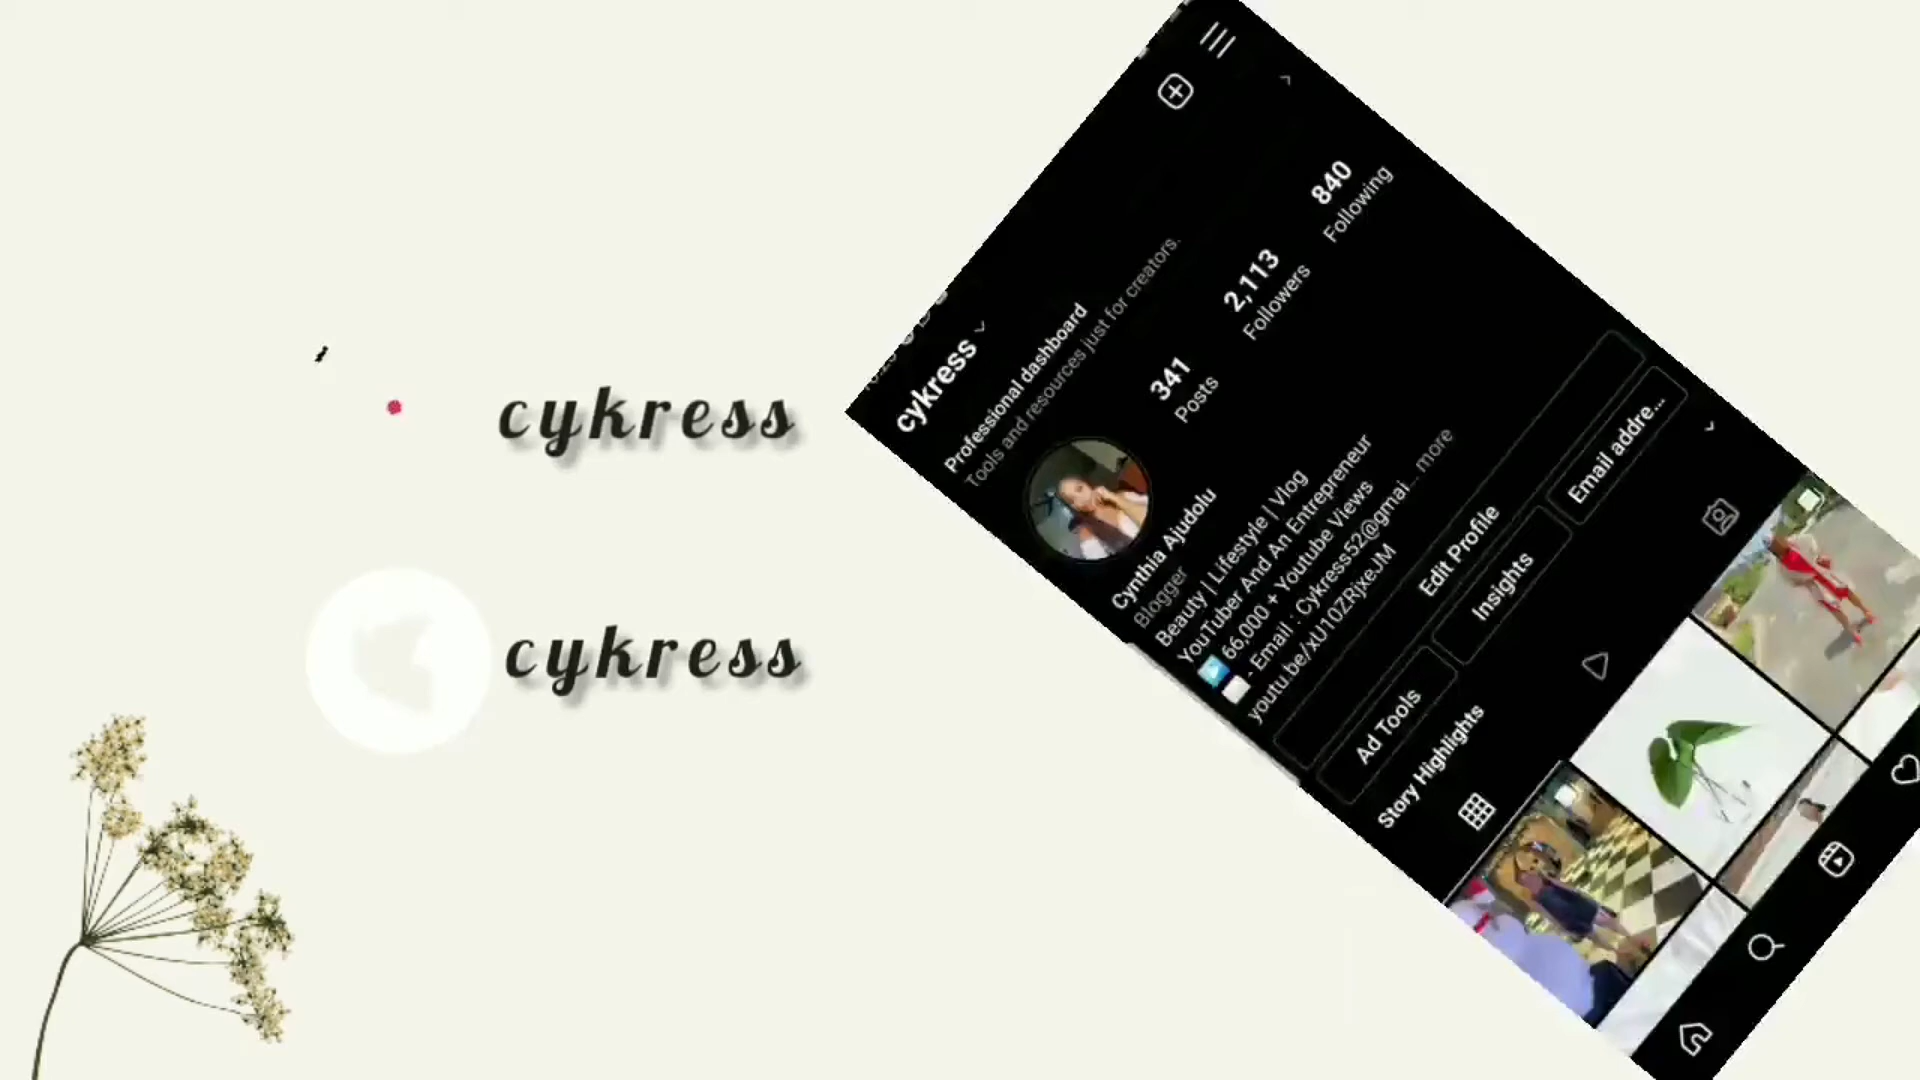 cykress
cykress
cykress
Professional dashboard
Tools and resources just for creators.
341 2,113 840
Posts Followers Following
Cynthia Ajudolu
Blogger
Beauty | Lifestyle | Vlog
YouTuber And An Entrepreneur
66,000 + Youtube Views
- Email : Cykress52@gmai... more
youtu.be/xU10ZRjxeJM
Edit Profile
Ad Tools Insights Email addre...
Story Highlights